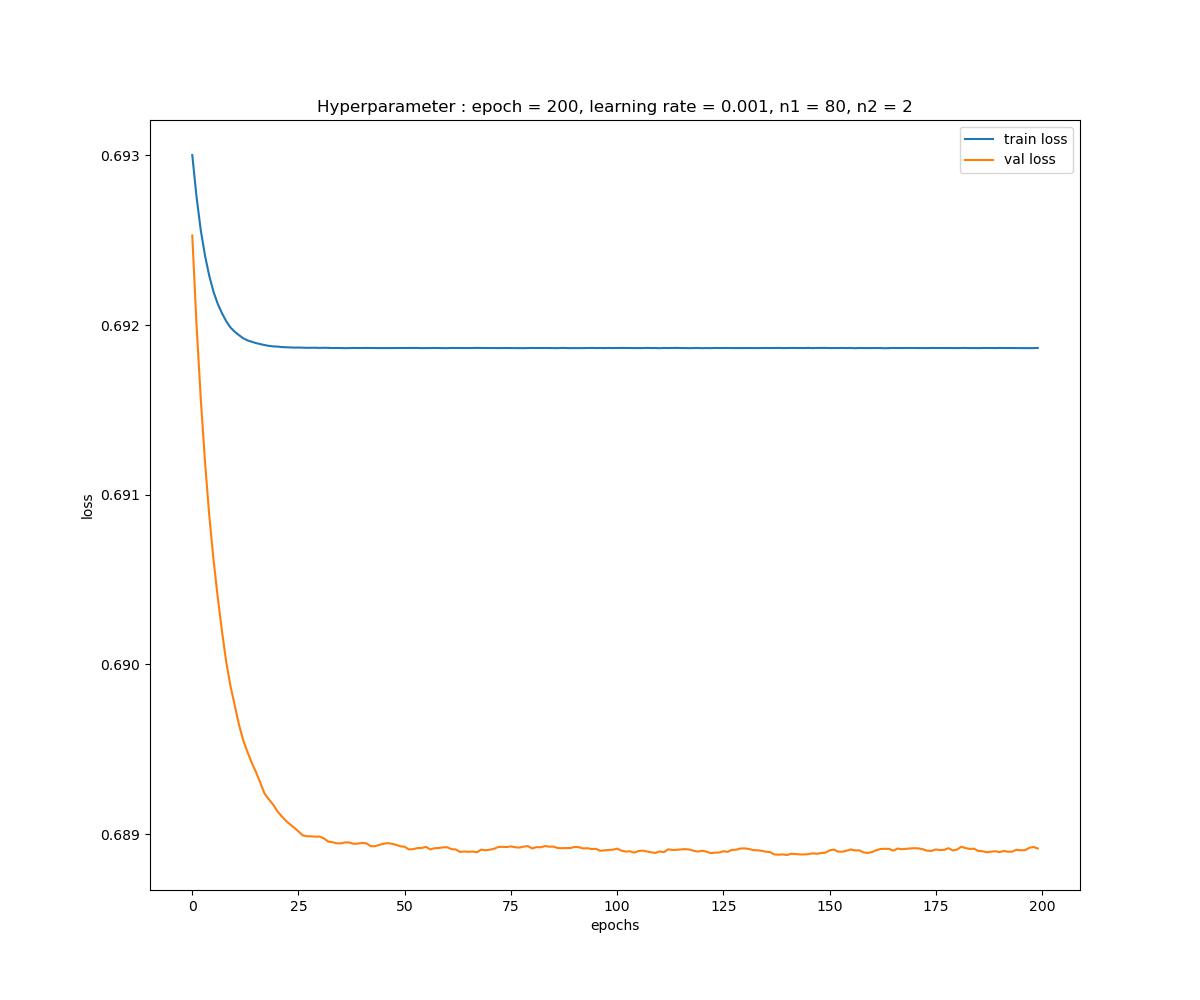 Hyperparameter : epoch = 200, learning rate = 0.001, n1 = 80, n2 = 2
train loss
val loss
0.693
0.692
0.691
0.690
0.689
loss
0 25 50 75 100 125 150 175 200
epochs